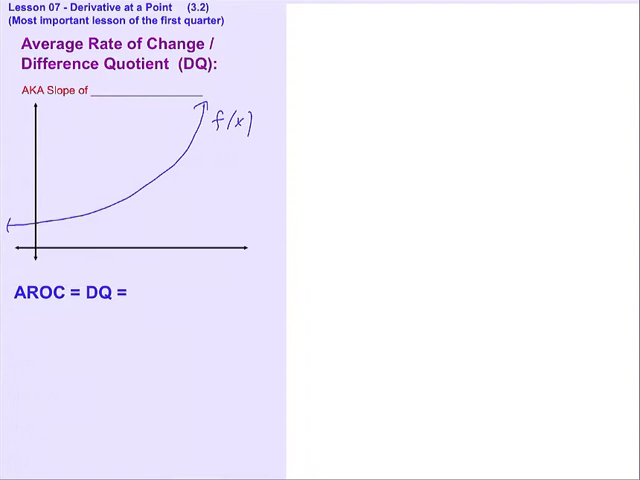 Lesson 07 - Derivative at a Point (3.2)
(Most important lesson of the first quarter)
Average Rate of Change /
Difference Quotient (DQ):
AKA Slope of ___________________
f(x)
AROC = DQ =